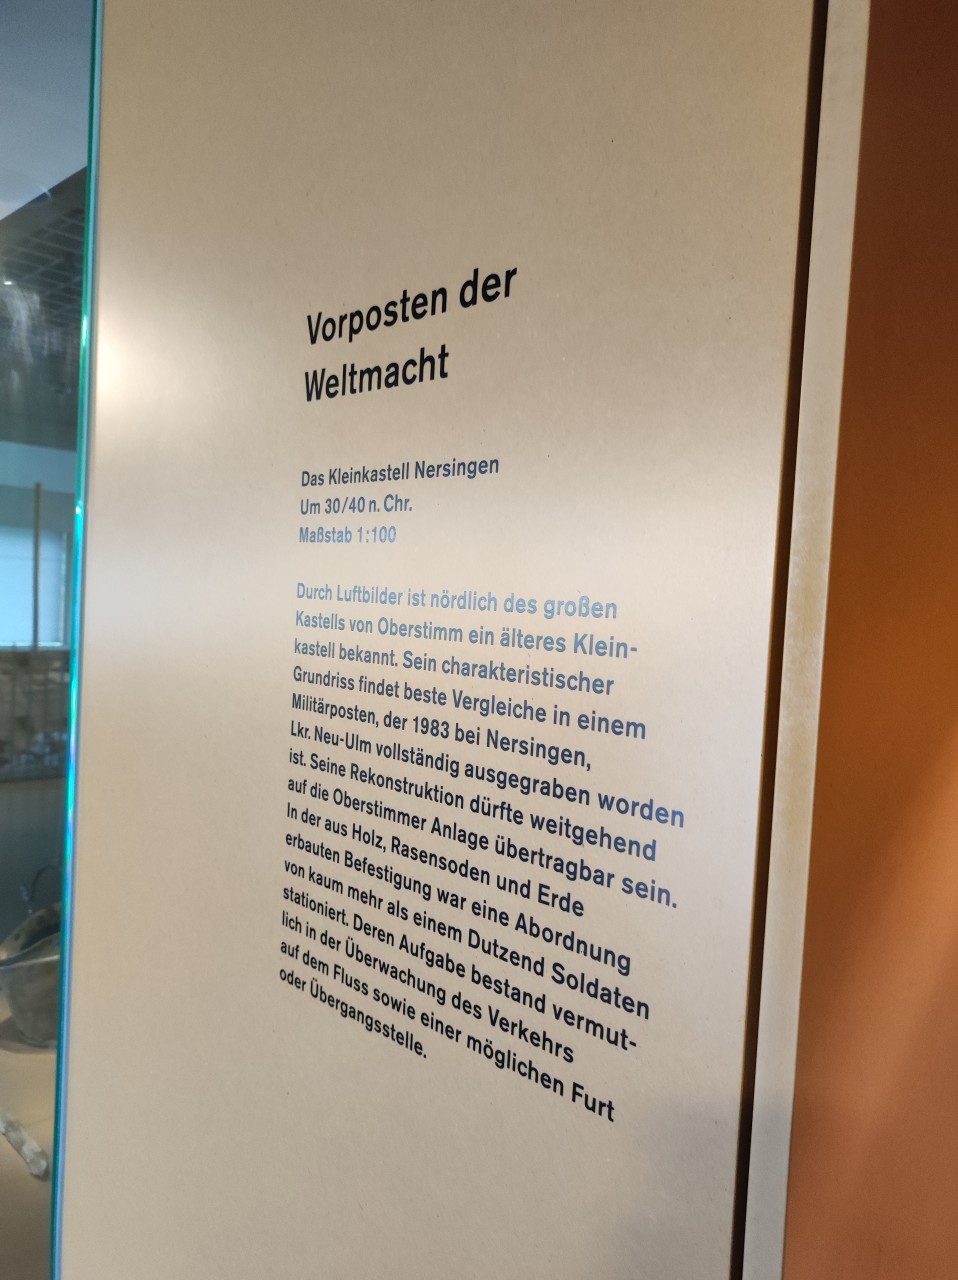 Vorposten der
Weltmacht
Das Kleinkastell Nersingen
Um 30/40 n. Chr.
Maßstab 1:100
Durch Luftbilder ist nördlich des großen
Kastells von Oberstimm ein älteres Klein-
kastell bekannt. Sein charakteristischer
Grundriss findet beste Vergleiche in einem
Militärposten, der 1983 bei Nersingen,
Lkr. Neu-Ulm vollständig ausgegraben worden
ist. Seine Rekonstruktion dürfte weitgehend
auf die Oberstimmer Anlage übertragbar sein.
In der aus Holz, Rasensoden und Erde
erbauten Befestigung war eine Abordnung
von kaum mehr als einem Dutzend Soldaten
stationiert. Deren Aufgabe bestand vermut-
lich in der Überwachung des Verkehrs
auf dem Fluss sowie einer möglichen Furt
oder Übergangsstelle.